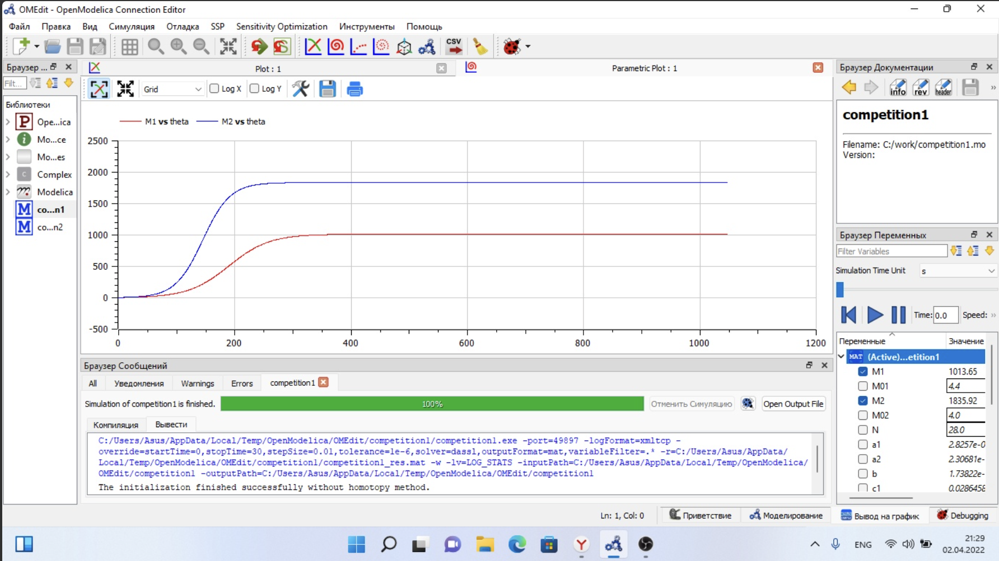 OMEdit - OpenModelica Connection Editor
Файл Правка Вид Симуляция Отладка SSP Sensitivity Optimization Инструменты Помощь
CSV
Браузер ...
Plot : 1
Parametric Plot : 1
Браузер Документации
Filt...
Grid
Log X
Log Y
info
rev
header
»
Библиотеки
P Ope...ica
i Mo...ce
Mo...es
C Complex
m Modelica
M co...n1
M co...n2
M1 vs theta
M2 vs theta
2500
2000
1500
1000
500
0
-500
0 200 400 600 800 1000 1200
competition1
Filename: C:/work/competition1.mo
Version:
Браузер Переменных
Filter Variables
Simulation Time Unit
s
Time: 0.0 Speed: »
Переменные Значение
MAT (Active)...etition1
M1 1013.65
M01 4.4
M2 1835.92
M02 4.0
N 28.0
a1 2.8257e-0
a2 2.30681e-
b 1.73822e-
c1 0.0286458
Браузер Сообщений
All Уведомления Warnings Errors competition1
Simulation of competition1 is finished.
100%
Отменить Симуляцию
Open Output File
Компиляция Вывести
C:/Users/Asus/AppData/Local/Temp/OpenModelica/OMEdit/competition1/competition1.exe -port=49897 -logFormat=xmltcp -
override=startTime=0,stopTime=30,stepSize=0.01,tolerance=1e-6,solver=dassl,outputFormat=mat,variableFilter=.* -r=C:/Users/Asus/AppData/
Local/Temp/OpenModelica/OMEdit/competition1/competition1_res.mat -w -lv=LOG_STATS -inputPath=C:/Users/Asus/AppData/Local/Temp/OpenModelica/
OMEdit/competition1 -outputPath=C:/Users/Asus/AppData/Local/Temp/OpenModelica/OMEdit/competition1
The initialization finished successfully without homotopy method.
Ln: 1, Col: 0
Приветствие
Моделирование
Вывод на график
Debugging
ENG
21:29
02.04.2022